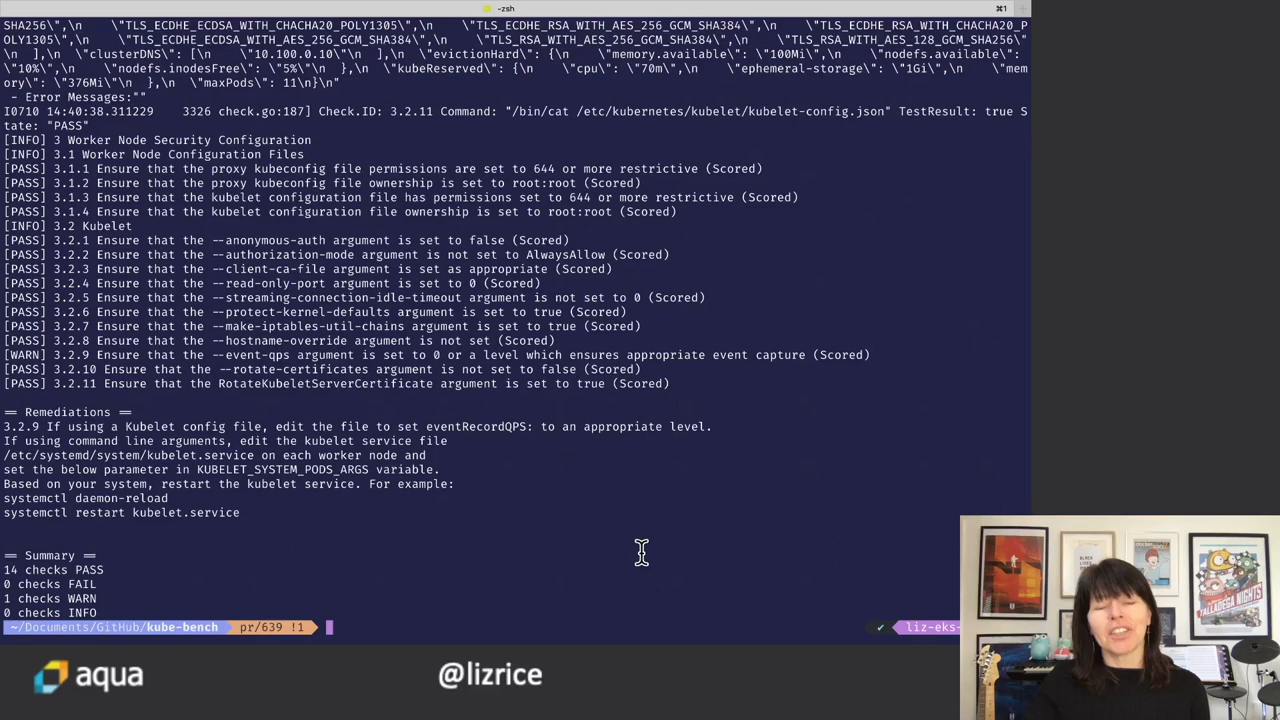 -zsh
⌘1
SHA256\",\n    \"TLS_ECDHE_ECDSA_WITH_CHACHA20_POLY1305\",\n    \"TLS_ECDHE_RSA_WITH_AES_256_GCM_SHA384\",\n    \"TLS_ECDHE_RSA_WITH_CHACHA20_P
OLY1305\",\n    \"TLS_ECDHE_ECDSA_WITH_AES_256_GCM_SHA384\",\n    \"TLS_RSA_WITH_AES_256_GCM_SHA384\",\n    \"TLS_RSA_WITH_AES_128_GCM_SHA256\"
\n  ],\n  \"clusterDNS\": [\n    \"10.100.0.10\"\n  ],\n  \"evictionHard\": {\n    \"memory.available\": \"100Mi\",\n    \"nodefs.available\":
\"10%\",\n    \"nodefs.inodesFree\": \"5%\"\n  },\n  \"kubeReserved\": {\n    \"cpu\": \"70m\",\n    \"ephemeral-storage\": \"1Gi\",\n    \"mem
ory\": \"376Mi\"\n  },\n  \"maxPods\": 11\n}\n"
- Error Messages:""
I0710 14:40:38.311229    3326 check.go:187] Check.ID: 3.2.11 Command: "/bin/cat /etc/kubernetes/kubelet/kubelet-config.json" TestResult: true S
tate: "PASS"
[INFO] 3 Worker Node Security Configuration
[INFO] 3.1 Worker Node Configuration Files
[PASS] 3.1.1 Ensure that the proxy kubeconfig file permissions are set to 644 or more restrictive (Scored)
[PASS] 3.1.2 Ensure that the proxy kubeconfig file ownership is set to root:root (Scored)
[PASS] 3.1.3 Ensure that the kubelet configuration file has permissions set to 644 or more restrictive (Scored)
[PASS] 3.1.4 Ensure that the kubelet configuration file ownership is set to root:root (Scored)
[INFO] 3.2 Kubelet
[PASS] 3.2.1 Ensure that the --anonymous-auth argument is set to false (Scored)
[PASS] 3.2.2 Ensure that the --authorization-mode argument is not set to AlwaysAllow (Scored)
[PASS] 3.2.3 Ensure that the --client-ca-file argument is set as appropriate (Scored)
[PASS] 3.2.4 Ensure that the --read-only-port argument is set to 0 (Scored)
[PASS] 3.2.5 Ensure that the --streaming-connection-idle-timeout argument is not set to 0 (Scored)
[PASS] 3.2.6 Ensure that the --protect-kernel-defaults argument is set to true (Scored)
[PASS] 3.2.7 Ensure that the --make-iptables-util-chains argument is set to true (Scored)
[PASS] 3.2.8 Ensure that the --hostname-override argument is not set (Scored)
[WARN] 3.2.9 Ensure that the --event-qps argument is set to 0 or a level which ensures appropriate event capture (Scored)
[PASS] 3.2.10 Ensure that the --rotate-certificates argument is not set to false (Scored)
[PASS] 3.2.11 Ensure that the RotateKubeletServerCertificate argument is set to true (Scored)
== Remediations ==
3.2.9 If using a Kubelet config file, edit the file to set eventRecordQPS: to an appropriate level.
If using command line arguments, edit the kubelet service file
/etc/systemd/system/kubelet.service on each worker node and
set the below parameter in KUBELET_SYSTEM_PODS_ARGS variable.
Based on your system, restart the kubelet service. For example:
systemctl daemon-reload
systemctl restart kubelet.service
== Summary ==
14 checks PASS
0 checks FAIL
1 checks WARN
0 checks INFO
~/Documents/GitHub/kube-bench pr/639 !1 ✔ liz-eks-
aqua
@lizrice
BLACK LIVES
TALLADEGA NIGHTS